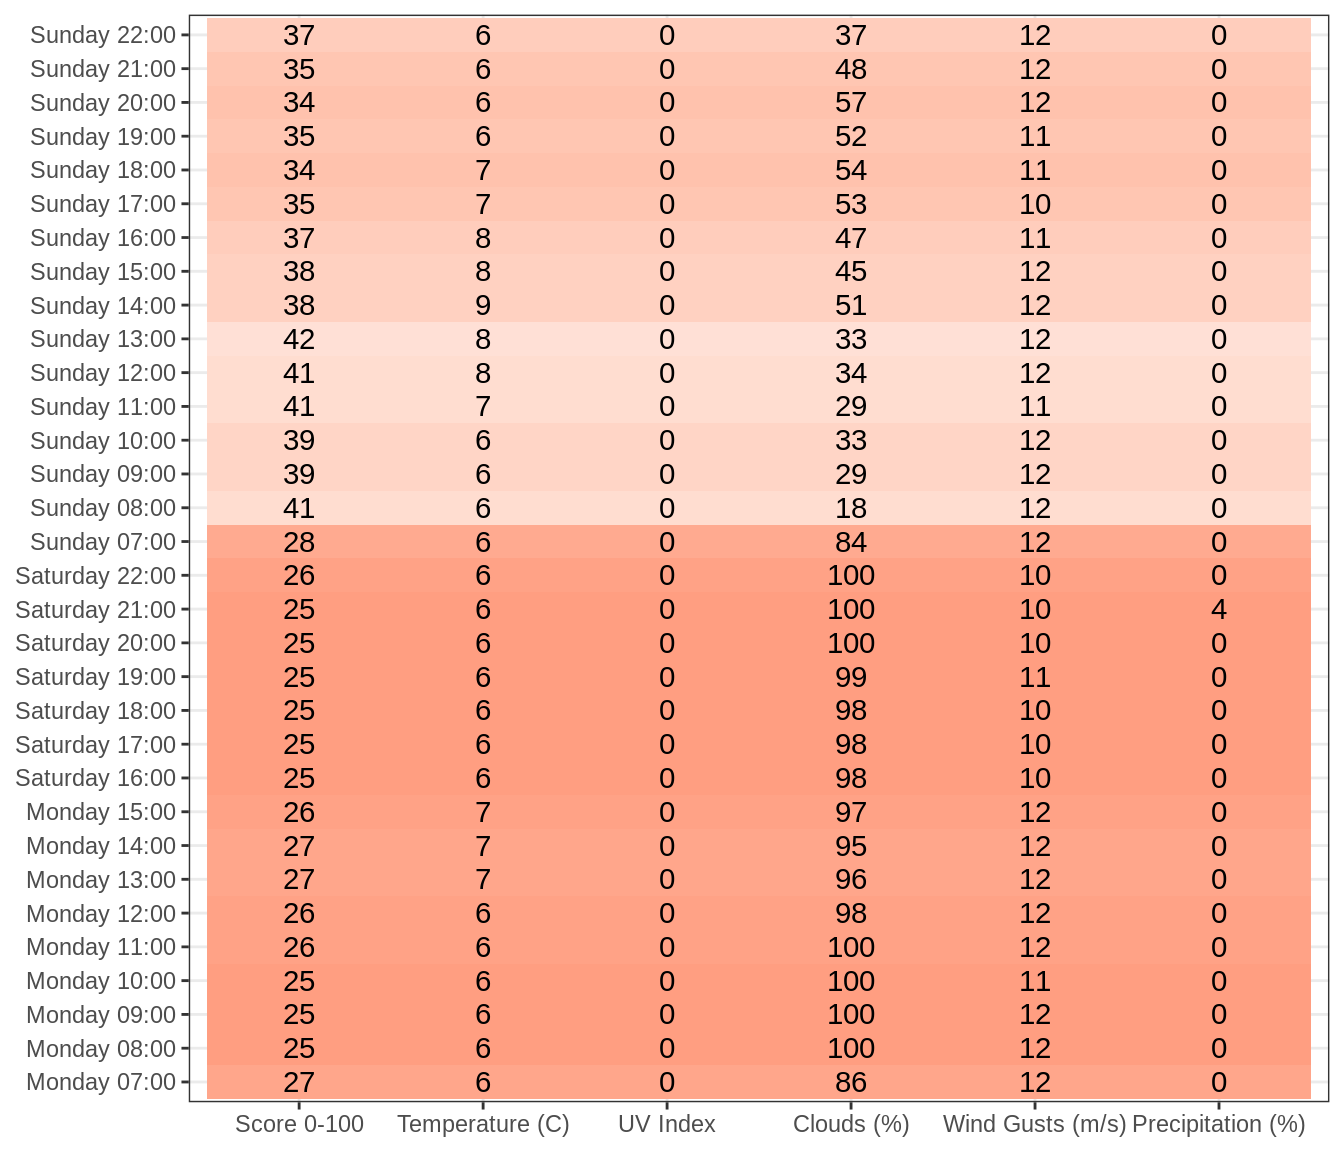 Sunday 22:00 37 6 0 37 12 0
Sunday 21:00 35 6 0 48 12 0
Sunday 20:00 34 6 0 57 12 0
Sunday 19:00 35 6 0 52 11 0
Sunday 18:00 34 7 0 54 11 0
Sunday 17:00 35 7 0 53 10 0
Sunday 16:00 37 8 0 47 11 0
Sunday 15:00 38 8 0 45 12 0
Sunday 14:00 38 9 0 51 12 0
Sunday 13:00 42 8 0 33 12 0
Sunday 12:00 41 8 0 34 12 0
Sunday 11:00 41 7 0 29 11 0
Sunday 10:00 39 6 0 33 12 0
Sunday 09:00 39 6 0 29 12 0
Sunday 08:00 41 6 0 18 12 0
Sunday 07:00 28 6 0 84 12 0
Saturday 22:00 26 6 0 100 10 0
Saturday 21:00 25 6 0 100 10 4
Saturday 20:00 25 6 0 100 10 0
Saturday 19:00 25 6 0 99 11 0
Saturday 18:00 25 6 0 98 10 0
Saturday 17:00 25 6 0 98 10 0
Saturday 16:00 25 6 0 98 10 0
Monday 15:00 26 7 0 97 12 0
Monday 14:00 27 7 0 95 12 0
Monday 13:00 27 7 0 96 12 0
Monday 12:00 26 6 0 98 12 0
Monday 11:00 26 6 0 100 12 0
Monday 10:00 25 6 0 100 11 0
Monday 09:00 25 6 0 100 12 0
Monday 08:00 25 6 0 100 12 0
Monday 07:00 27 6 0 86 12 0
Score 0-100 Temperature (C) UV Index Clouds (%) Wind Gusts (m/s) Precipitation (%)